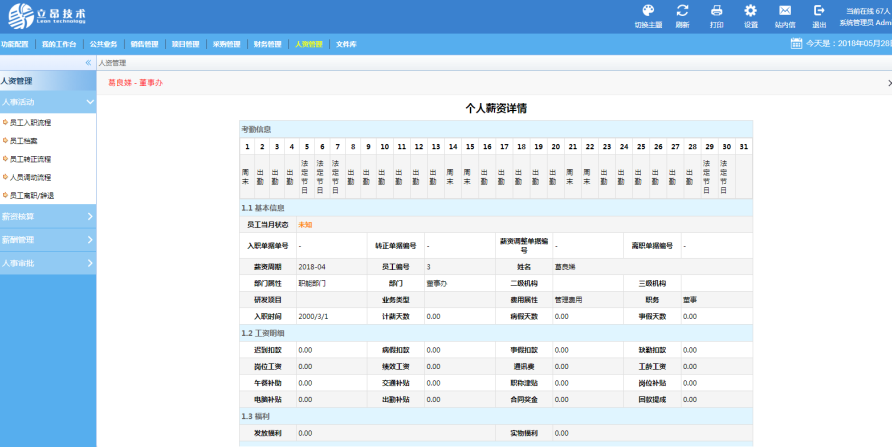 立昂技术
Leon technology
切换主题 刷新 打印 设置 站内信 退出
当前在线 67人
系统管理员 Adm
功能配置 我的工作台 公共业务 销售管理 项目管理 采购管理 财务管理 人资管理 文件库
今天是:2018年05月28日
« 人资管理
人资管理
葛良娣 - 董事办
人事活动
员工入职流程
员工档案
员工转正流程
人员调动流程
员工离职/辞退
薪资核算
薪酬管理
人事审批
个人薪资详情
考勤信息
1 2 3 4 5 6 7 8 9 10 11 12 13 14 15 16 17 18 19 20 21 22 23 24 25 26 27 28 29 30 31
周末 出勤 出勤 出勤 法定节日 法定节日 法定节日 出勤 出勤 出勤 出勤 出勤 出勤 周末 周末 出勤 出勤 出勤 出勤 出勤 周末 周末 出勤 出勤 出勤 出勤 出勤 出勤 法定节日 法定节日
1.1 基本信息
员工当月状态 未知
入职单据单号 - 转正单据编号 - 薪资调整单据编号 - 离职单据编号 -
薪资周期 2018-04 员工编号 3 姓名 葛良娣
部门属性 职能部门 部门 董事办 二级机构 三级机构
研发项目 业务类型 费用属性 管理费用 职务 董事
入职时间 2000/3/1 计薪天数 0.00 病假天数 0.00 事假天数 0.00
1.2 工资明细
迟到扣款 0.00 病假扣款 0.00 事假扣款 0.00 缺勤扣款 0.00
岗位工资 0.00 绩效工资 0.00 通讯费 0.00 工龄工资 0.00
午餐补助 0.00 交通补贴 0.00 职称津贴 0.00 岗位补贴 0.00
电脑补贴 0.00 出勤补贴 0.00 合同奖金 0.00 回款提成 0.00
1.3 福利
发放福利 0.00 实物福利 0.00